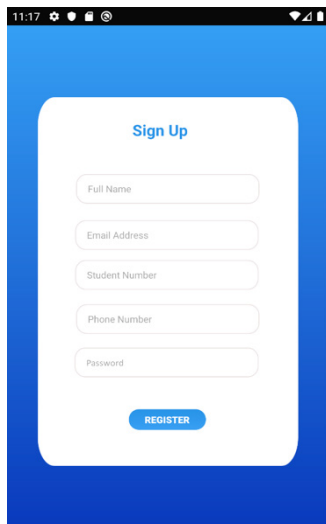 11:17
Sign Up
Full Name
Email Address
Student Number
Phone Number
Password
REGISTER